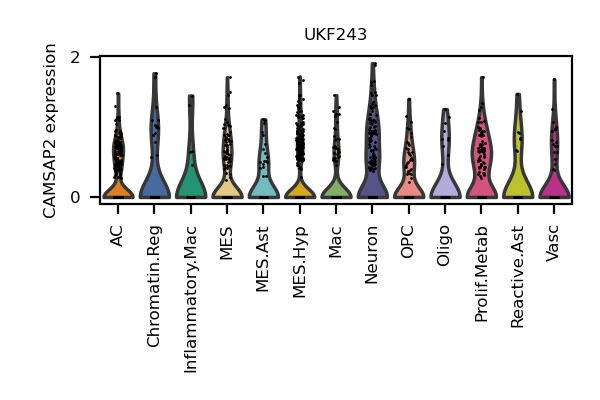 UKF243
CAMSAP2 expression
2
0
AC
Chromatin.Reg
Inflammatory.Mac
MES
MES.Ast
MES.Hyp
Mac
Neuron
OPC
Oligo
Prolif.Metab
Reactive.Ast
Vasc